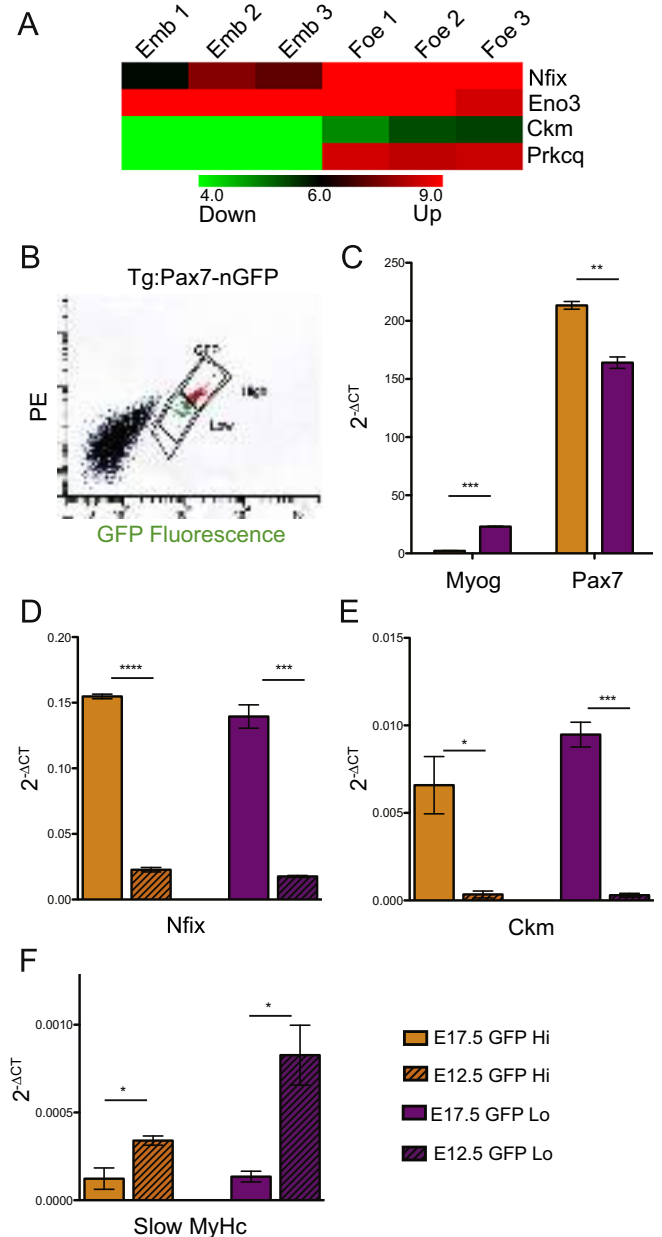 A
Emb 1 Emb 2 Emb 3 Foe 1 Foe 2 Foe 3
Nfix
Eno3
Ckm
Prkcq
4.0 6.0 9.0
Down Up
B
Tg:Pax7-nGFP
PE
GFP
High
Low
GFP Fluorescence
C
2-ΔCT
250
200
150
100
50
0
***
**
Myog Pax7
D
2-ΔCT
0.20
0.15
0.10
0.05
0.00
****
***
Nfix
E
2-ΔCT
0.015
0.010
0.005
0.000
*
***
Ckm
F
2-ΔCT
0.0010
0.0005
0.0000
*
*
Slow MyHc
E17.5 GFP Hi
E12.5 GFP Hi
E17.5 GFP Lo
E12.5 GFP Lo